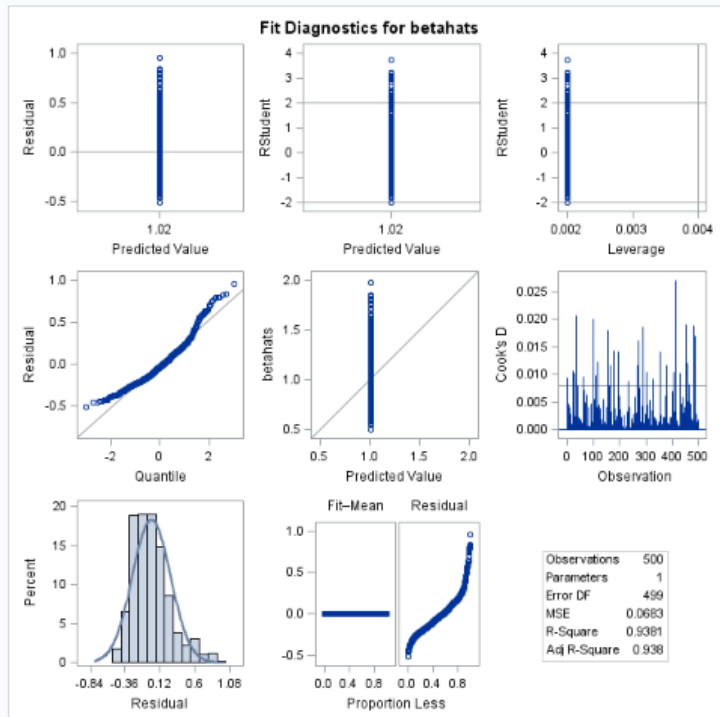 Fit Diagnostics for betahats
Residual
1.0
0.5
0.0
-0.5
1.02
Predicted Value
RStudent
4
3
2
1
0
-1
-2
1.02
Predicted Value
RStudent
4
3
2
1
0
-1
-2
0.002 0.003 0.004
Leverage
Residual
1.0
0.5
0.0
-0.5
-2 0 2
Quantile
betahats
2.0
1.5
1.0
0.5
0.5 1.0 1.5 2.0
Predicted Value
Cook's D
0.025
0.020
0.015
0.010
0.005
0.000
0 100 200 300 400 500
Observation
Percent
20
15
10
5
0
-0.84 -0.36 0.12 0.6 1.08
Residual
Fit–Mean Residual
1.0
0.5
0.0
-0.5
0.0 0.4 0.8 0.0 0.4 0.8
Proportion Less
Observations 500
Parameters 1
Error DF 499
MSE 0.0683
R-Square 0.9381
Adj R-Square 0.938